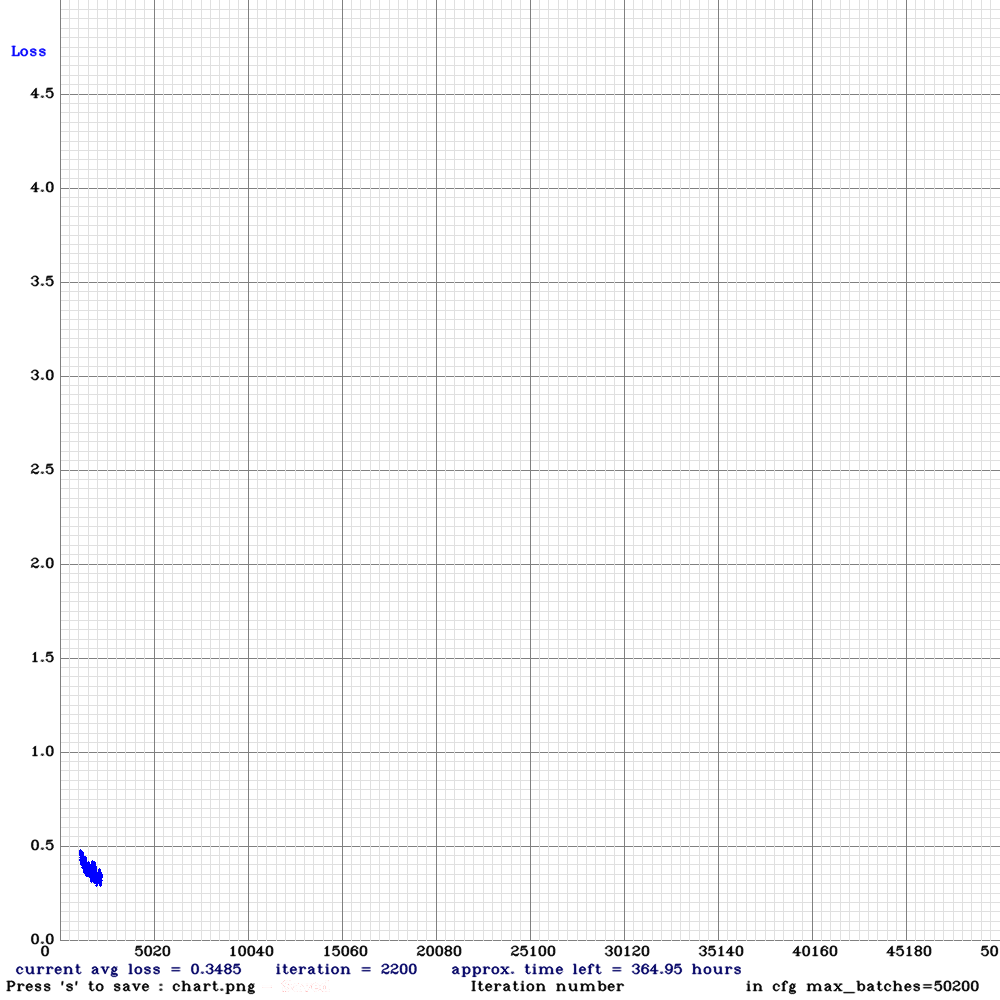 Loss
4.5
4.0
3.5
3.0
2.5
2.0
1.5
1.0
0.5
0.0
0 5020 10040 15060 20080 25100 30120 35140 40160 45180 50
current avg loss = 0.3485 iteration = 2200 approx. time left = 364.95 hours
Press 's' to save : chart.png Iteration number in cfg max_batches=50200